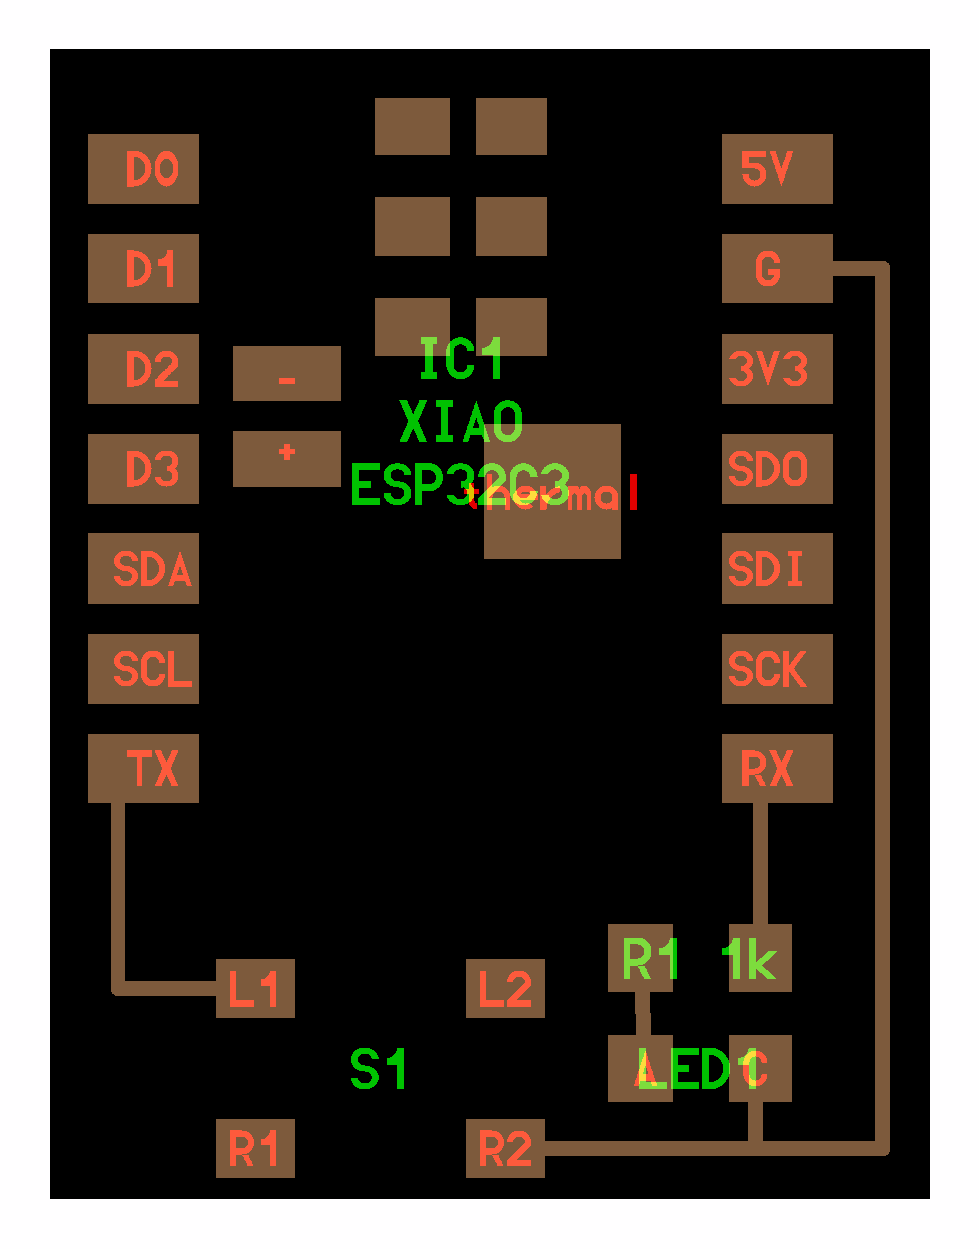 D0
5V
D1
G
IC1
D2
-
3V3
XIAO
+
D3
SDO
ESP32C3
thermal
SDA
SDI
SCL
SCK
TX
RX
R1 1k
L1
L2
S1
A
LED1
C
R1
R2